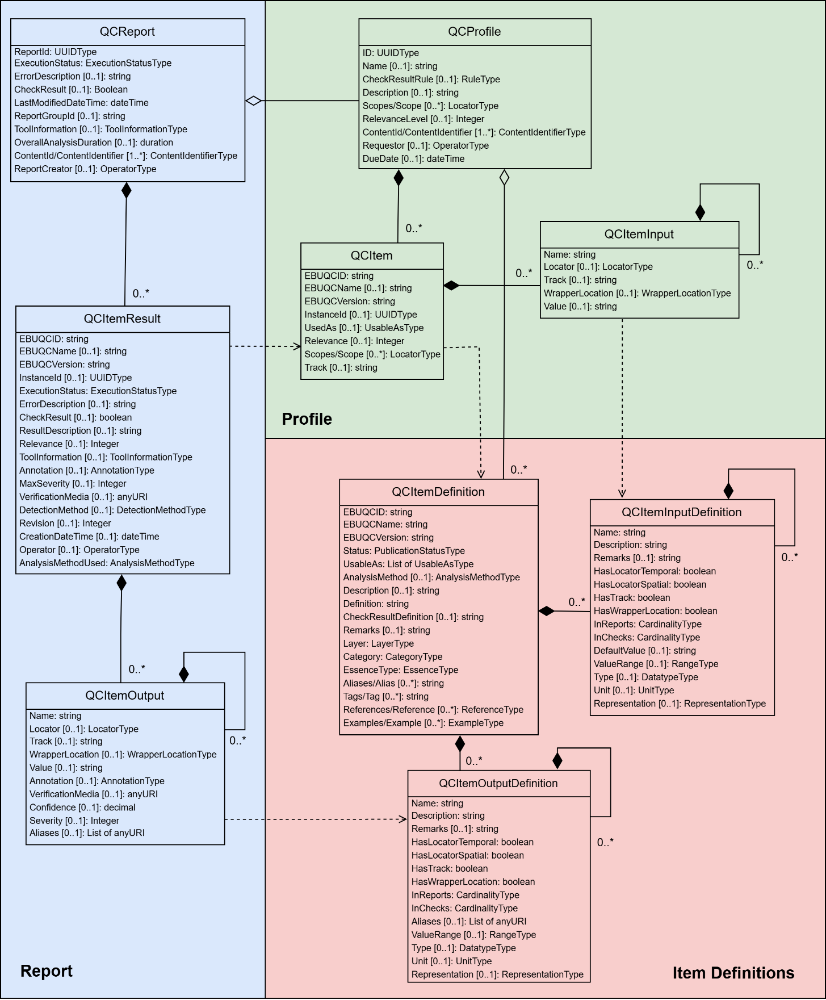 QCReport
ReportId: UUIDType
ExecutionStatus: ExecutionStatusType
ErrorDescription [0..1]: string
CheckResult [0..1]: Boolean
LastModifiedDateTime: dateTime
ReportGroupId [0..1]: string
ToolInformation [0..1]: ToolInformationType
OverallAnalysisDuration [0..1]: duration
ContentId/ContentIdentifier [1..*]: ContentIdentifierType
ReportCreator [0..1]: OperatorType
0..*
QCItemResult
EBUQCID: string
EBUQCName [0..1]: string
EBUQCVersion: string
InstanceId [0..1]: UUIDType
ExecutionStatus: ExecutionStatusType
ErrorDescription [0..1]: string
CheckResult [0..1]: boolean
ResultDescription [0..1]: string
Relevance [0..1]: Integer
ToolInformation [0..1]: ToolInformationType
Annotation [0..1]: AnnotationType
MaxSeverity [0..1]: Integer
VerificationMedia [0..1]: anyURI
DetectionMethod [0..1]: DetectionMethodType
Revision [0..1]: Integer
CreationDateTime [0..1]: dateTime
Operator [0..1]: OperatorType
AnalysisMethodUsed: AnalysisMethodType
0..*
QCItemOutput
Name: string
Locator [0..1]: LocatorType
Track [0..1]: string
WrapperLocation [0..1]: WrapperLocationType
Value [0..1]: string
Annotation [0..1]: AnnotationType
VerificationMedia [0..1]: anyURI
Confidence [0..1]: decimal
Severity [0..1]: Integer
Aliases [0..1]: List of anyURI
0..*
Report
QCProfile
ID: UUIDType
Name [0..1]: string
CheckResultRule [0..1]: RuleType
Description [0..1]: string
Scopes/Scope [0..*]: LocatorType
RelevanceLevel [0..1]: Integer
ContentId/ContentIdentifier [1..*]: ContentIdentifierType
Requestor [0..1]: OperatorType
DueDate [0..1]: dateTime
0..*
QCItem
EBUQCID: string
EBUQCName [0..1]: string
EBUQCVersion: string
InstanceId [0..1]: UUIDType
UsedAs [0..1]: UsableAsType
Relevance [0..1]: Integer
Scopes/Scope [0..*]: LocatorType
Track [0..1]: string
0..*
QCItemInput
Name: string
Locator [0..1]: LocatorType
Track [0..1]: string
WrapperLocation [0..1]: WrapperLocationType
Value [0..1]: string
0..*
Profile
0..*
QCItemDefinition
EBUQCID: string
EBUQCName: string
EBUQCVersion: string
Status: PublicationStatusType
UsableAs: List of UsableAsType
AnalysisMethod [0..1]: AnalysisMethodType
Description [0..1]: string
Definition: string
CheckResultDefinition [0..1]: string
Remarks [0..1]: string
Layer: LayerType
Category: CategoryType
EssenceType: EssenceType
Aliases/Alias [0..*]: string
Tags/Tag [0..*]: string
References/Reference [0..*]: ReferenceType
Examples/Example [0..*]: ExampleType
0..*
QCItemInputDefinition
Name: string
Description: string
Remarks [0..1]: string
HasLocatorTemporal: boolean
HasLocatorSpatial: boolean
HasTrack: boolean
HasWrapperLocation: boolean
InReports: CardinalityType
InChecks: CardinalityType
DefaultValue [0..1]: string
ValueRange [0..1]: RangeType
Type [0..1]: DatatypeType
Unit [0..1]: UnitType
Representation [0..1]: RepresentationType
0..*
0..*
QCItemOutputDefinition
Name: string
Description: string
Remarks [0..1]: string
HasLocatorTemporal: boolean
HasLocatorSpatial: boolean
HasTrack: boolean
HasWrapperLocation: boolean
InReports: CardinalityType
InChecks: CardinalityType
Aliases [0..1]: List of anyURI
ValueRange [0..1]: RangeType
Type [0..1]: DatatypeType
Unit [0..1]: UnitType
Representation [0..1]: RepresentationType
0..*
Item Definitions